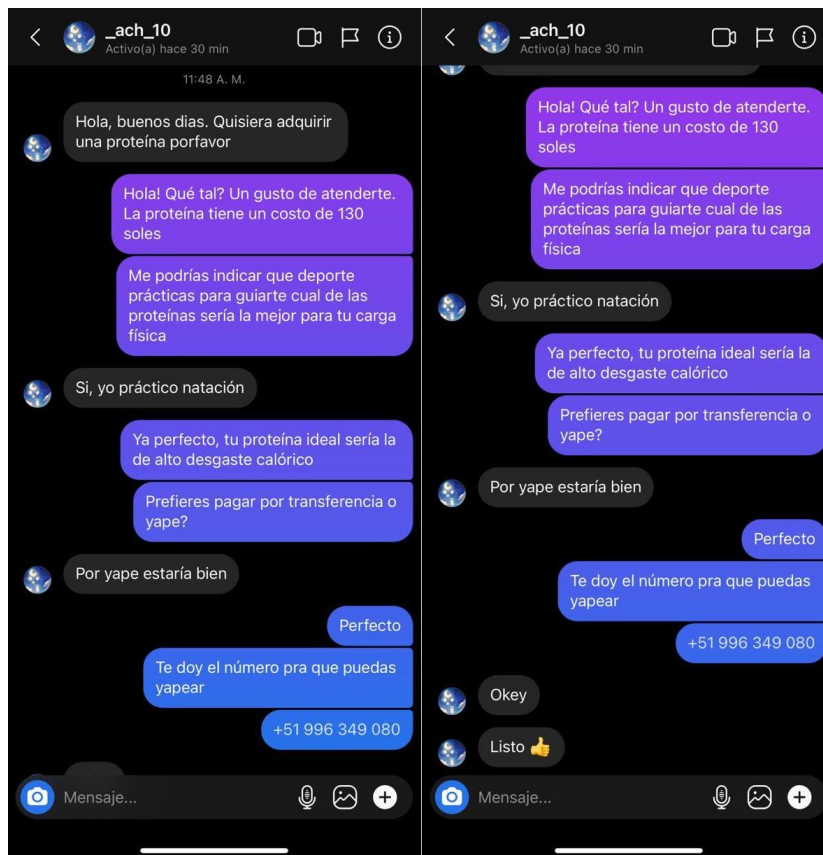 _ach_10
Activo(a) hace 30 min
11:48 A. M.
Hola, buenos dias. Quisiera adquirir
una proteína porfavor
Hola! Qué tal? Un gusto de atenderte.
La proteína tiene un costo de 130
soles
Me podrías indicar que deporte
prácticas para guiarte cual de las
proteínas sería la mejor para tu carga
física
Si, yo práctico natación
Ya perfecto, tu proteína ideal sería la
de alto desgaste calórico
Prefieres pagar por transferencia o
yape?
Por yape estaría bien
Perfecto
Te doy el número pra que puedas
yapear
+51 996 349 080
Mensaje...
_ach_10
Activo(a) hace 30 min
Hola! Qué tal? Un gusto de atenderte.
La proteína tiene un costo de 130
soles
Me podrías indicar que deporte
prácticas para guiarte cual de las
proteínas sería la mejor para tu carga
física
Si, yo práctico natación
Ya perfecto, tu proteína ideal sería la
de alto desgaste calórico
Prefieres pagar por transferencia o
yape?
Por yape estaría bien
Perfecto
Te doy el número pra que puedas
yapear
+51 996 349 080
Okey
Listo 👍
Mensaje...